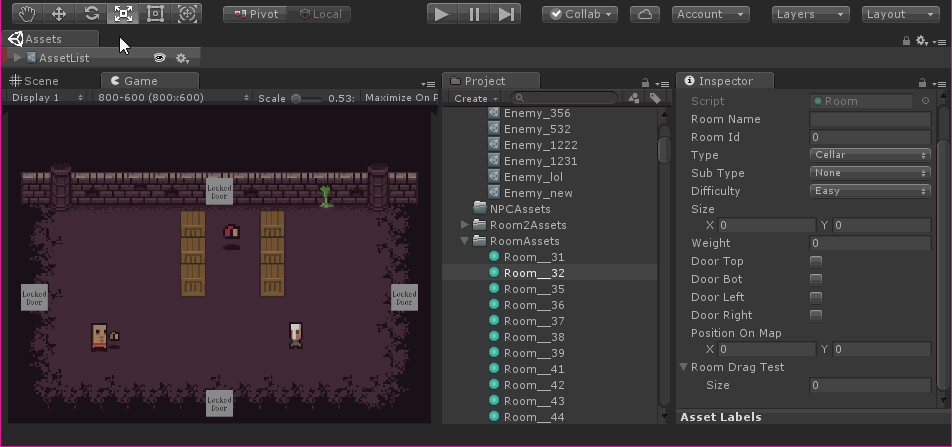 Pivot Local Collab Account Layers Layout
Assets
AssetList
Scene Game
Display 1 800-600 (800x600) Scale 0.53: Maximize On P
Locked Door
Locked Door
Locked Door
Locked Door
Project
Create
Enemy_356
Enemy_532
Enemy_1222
Enemy_1231
Enemy_lol
Enemy_new
NPCAssets
Room2Assets
RoomAssets
Room__31
Room__32
Room__35
Room__36
Room__37
Room__38
Room__39
Room__41
Room__42
Room__43
Room__44
Inspector
Script Room
Room Name
Room Id 0
Type Cellar
Sub Type None
Difficulty Easy
Size
X 0 Y 0
Weight 0
Door Top
Door Bot
Door Left
Door Right
Position On Map
X 0 Y 0
Room Drag Test
Size 0
Asset Labels